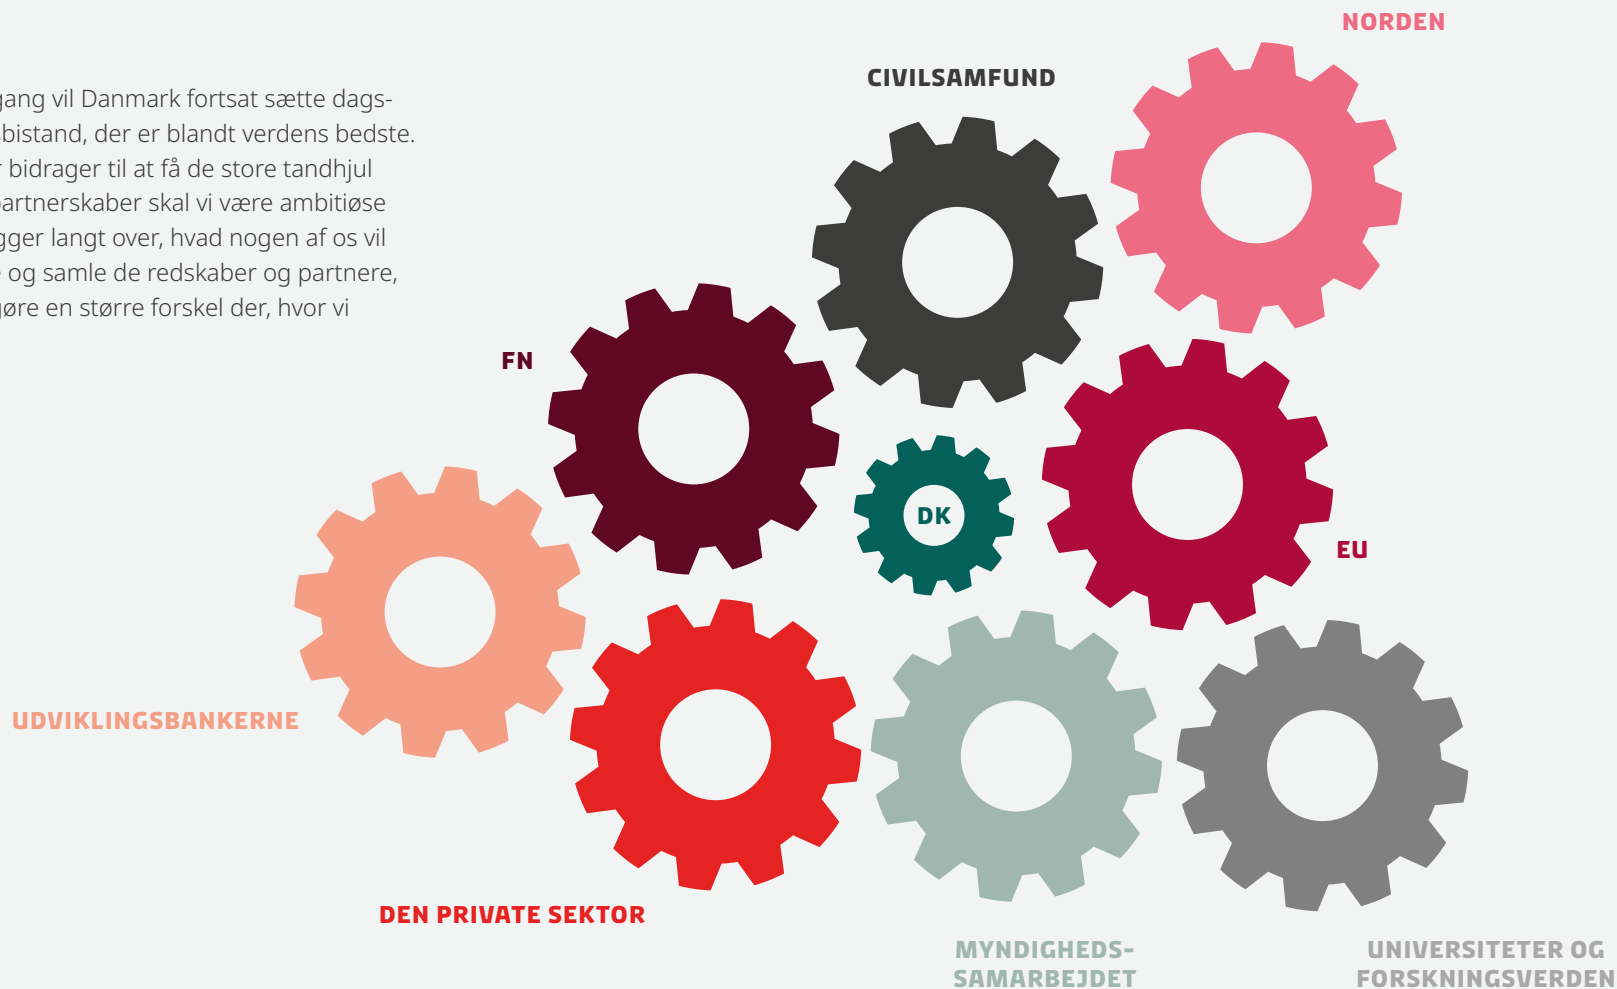 NORDEN
CIVILSAMFUND
gang vil Danmark fortsat sætte dags-
bistand, der er blandt verdens bedste.
bidrager til at få de store tandhjul
partnerskaber skal vi være ambitiøse
gger langt over, hvad nogen af os vil
og samle de redskaber og partnere,
gøre en større forskel der, hvor vi
FN
DK
EU
UDVIKLINGSBANKERNE
DEN PRIVATE SEKTOR
MYNDIGHEDS-
SAMARBEJDET
UNIVERSITETER OG
FORSKNINGSVERDEN